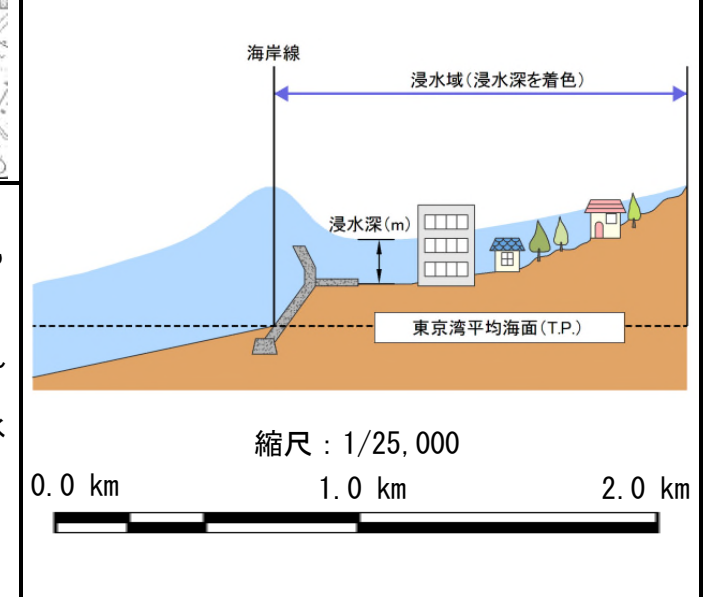 海岸線
浸水域(浸水深を着色)
浸水深(m)
東京湾平均海面(T.P.)
縮尺：1/25,000
0.0 km 1.0 km 2.0 km